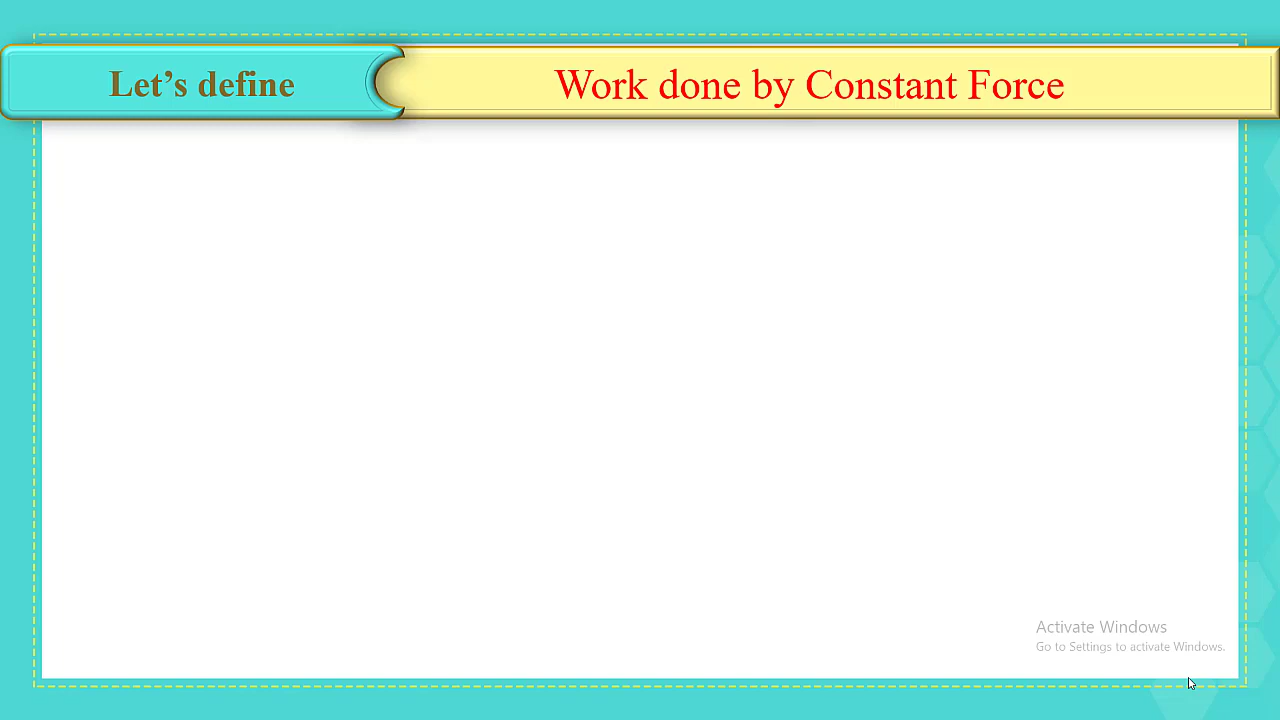 Let’s define
Work done by Constant Force
Activate Windows
Go to Settings to activate Windows.